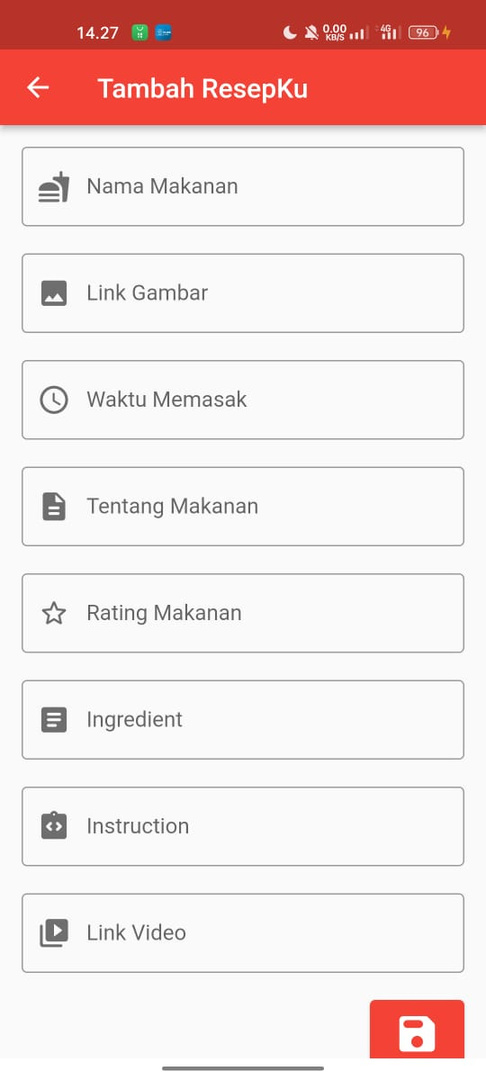 14.27
0.00
KB/S
4G
96
Tambah ResepKu
Nama Makanan
Link Gambar
Waktu Memasak
Tentang Makanan
Rating Makanan
Ingredient
Instruction
Link Video